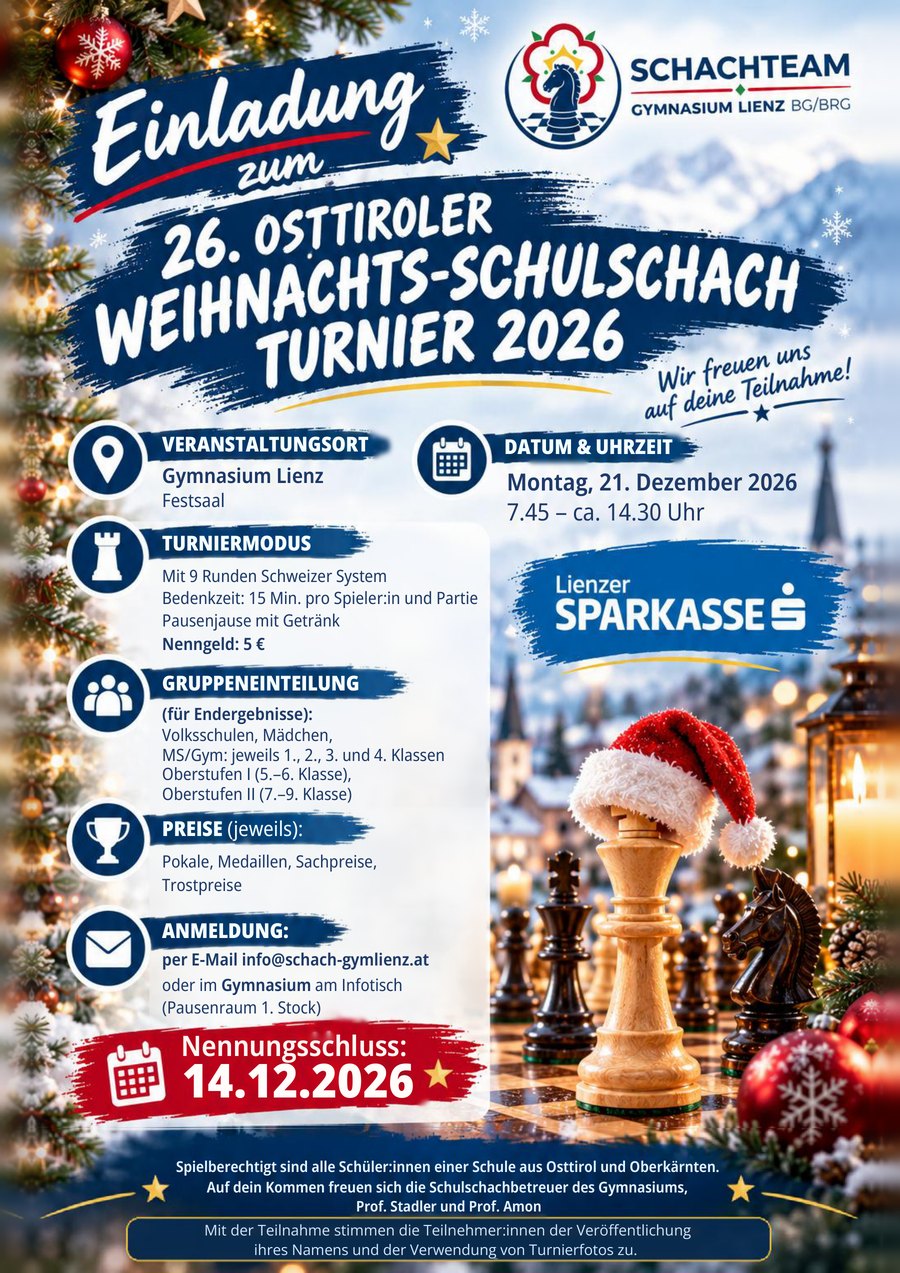 Einladung
zum
26. OSTTIROLER
WEIHNACHTS-SCHULSCHACH
TURNIER 2026
SCHACHTEAM
GYMNASIUM LIENZ BG/BRG
Wir freuen uns
auf deine Teilnahme!
VERANSTALTUNGSORT
Gymnasium Lienz
Festsaal
DATUM & UHRZEIT
Montag, 21. Dezember 2026
7.45 – ca. 14.30 Uhr
TURNIERMODUS
Mit 9 Runden Schweizer System
Bedenkzeit: 15 Min. pro Spieler:in und Partie
Pausenjause mit Getränk
Nenngeld: 5 €
Lienzer
SPARKASSE
GRUPPENEINTEILUNG
(für Endergebnisse):
Volksschulen, Mädchen,
MS/Gym: jeweils 1., 2., 3. und 4. Klassen
Oberstufen I (5.–6. Klasse),
Oberstufen II (7.–9. Klasse)
PREISE (jeweils):
Pokale, Medaillen, Sachpreise,
Trostpreise
ANMELDUNG:
per E-Mail info@schach-gymlienz.at
oder im Gymnasium am Infotisch
(Pausenraum 1. Stock)
Nennungsschluss:
14.12.2026
Spielberechtigt sind alle Schüler:innen einer Schule aus Osttirol und Oberkärnten.
Auf dein Kommen freuen sich die Schulschachbetreuer des Gymnasiums,
Prof. Stadler und Prof. Amon
Mit der Teilnahme stimmen die Teilnehmer:innen der Veröffentlichung
ihres Namens und der Verwendung von Turnierfotos zu.